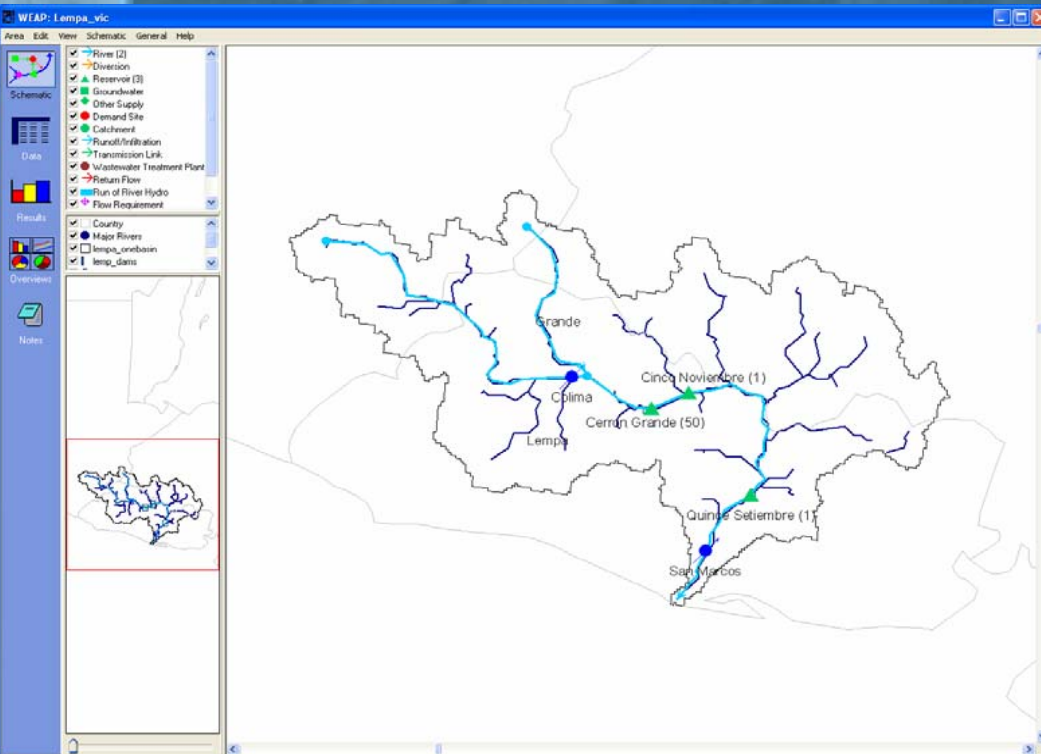 WEAP: Lempa_vic
Area Edit View Schematic General Help
Schematic
Data
Results
Overviews
Notes
River (2)
Diversion
Reservoir (3)
Groundwater
Other Supply
Demand Site
Catchment
Runoff/Infiltration
Transmission Link
Wastewater Treatment Plant
Return Flow
Run of River Hydro
Flow Requirement
Country
Major Rivers
lempa_onebasin
lemp_dams
Grande
Cinco Noviembre (1)
Colima
Cerron Grande (50)
Lempa
Quince Setiembre (1)
San Marcos